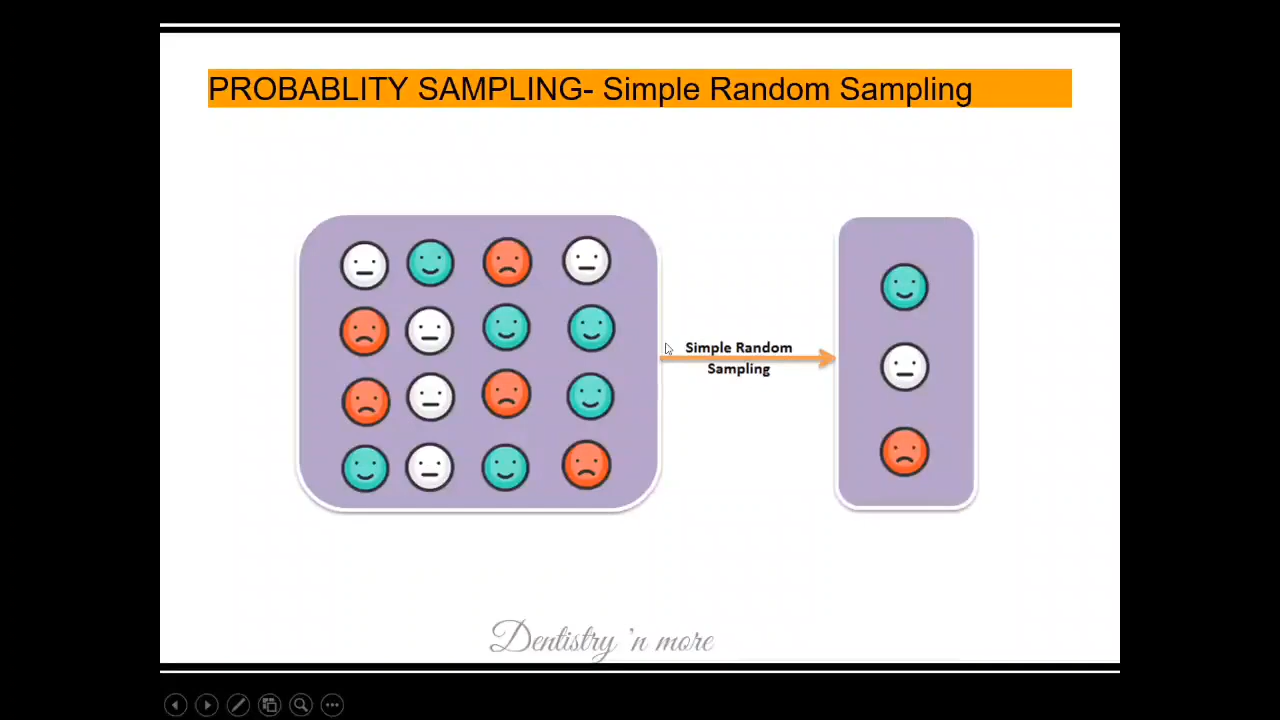 PROBABLITY SAMPLING- Simple Random Sampling
Simple Random
Sampling
Dentistry 'n more